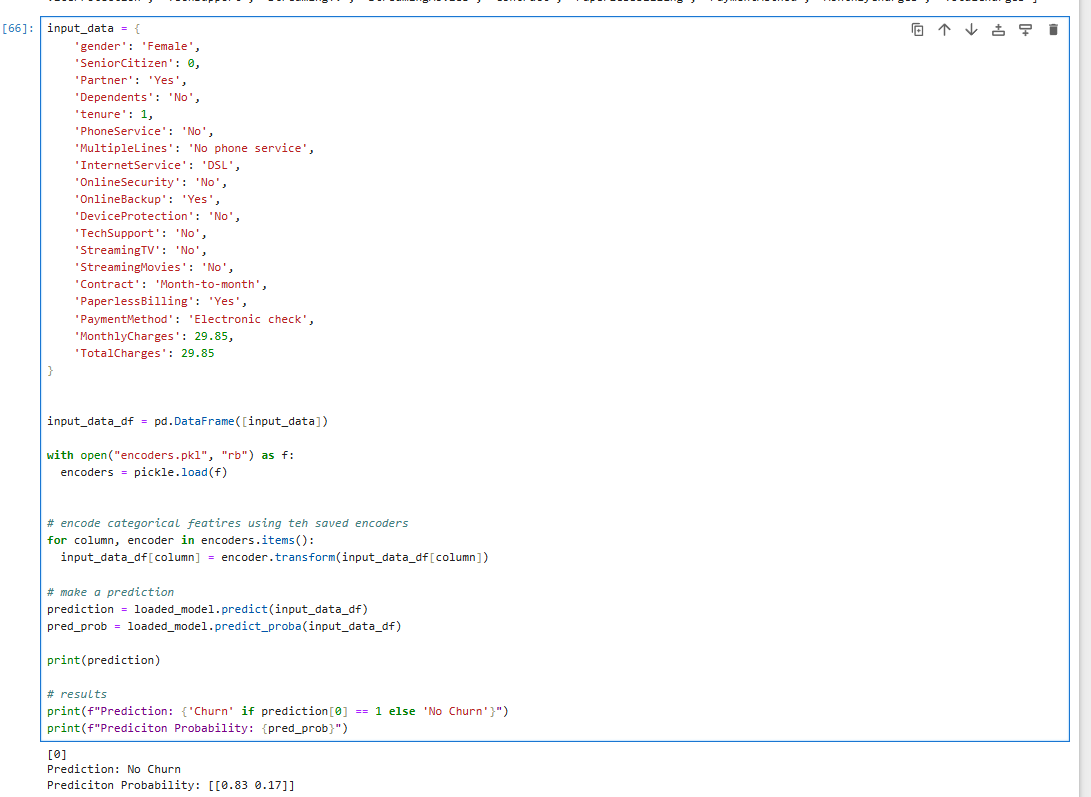 [66]:
input_data = {
    'gender': 'Female',
    'SeniorCitizen': 0,
    'Partner': 'Yes',
    'Dependents': 'No',
    'tenure': 1,
    'PhoneService': 'No',
    'MultipleLines': 'No phone service',
    'InternetService': 'DSL',
    'OnlineSecurity': 'No',
    'OnlineBackup': 'Yes',
    'DeviceProtection': 'No',
    'TechSupport': 'No',
    'StreamingTV': 'No',
    'StreamingMovies': 'No',
    'Contract': 'Month-to-month',
    'PaperlessBilling': 'Yes',
    'PaymentMethod': 'Electronic check',
    'MonthlyCharges': 29.85,
    'TotalCharges': 29.85
}
input_data_df = pd.DataFrame([input_data])
with open("encoders.pkl", "rb") as f:
  encoders = pickle.load(f)
# encode categorical featires using teh saved encoders
for column, encoder in encoders.items():
  input_data_df[column] = encoder.transform(input_data_df[column])
# make a prediction
prediction = loaded_model.predict(input_data_df)
pred_prob = loaded_model.predict_proba(input_data_df)
print(prediction)
# results
print(f"Prediction: {'Churn' if prediction[0] == 1 else 'No Churn'}")
print(f"Prediciton Probability: {pred_prob}")
[0]
Prediction: No Churn
Prediciton Probability: [[0.83 0.17]]